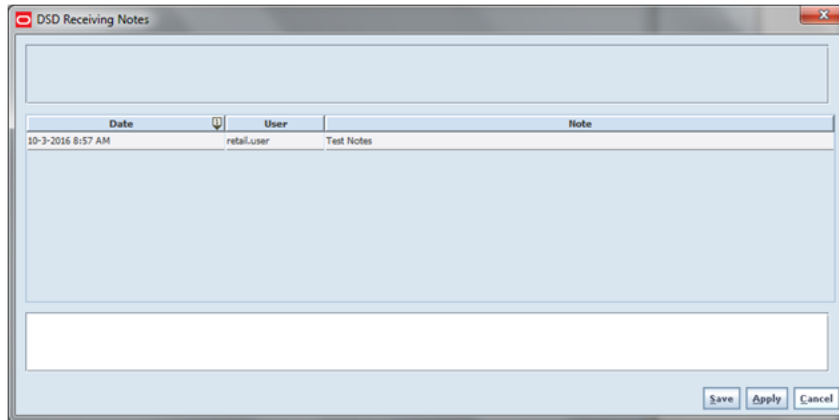 DSD Receiving Notes
Date User Note
10-3-2016 8:57 AM retail.user Test Notes
Save Apply Cancel